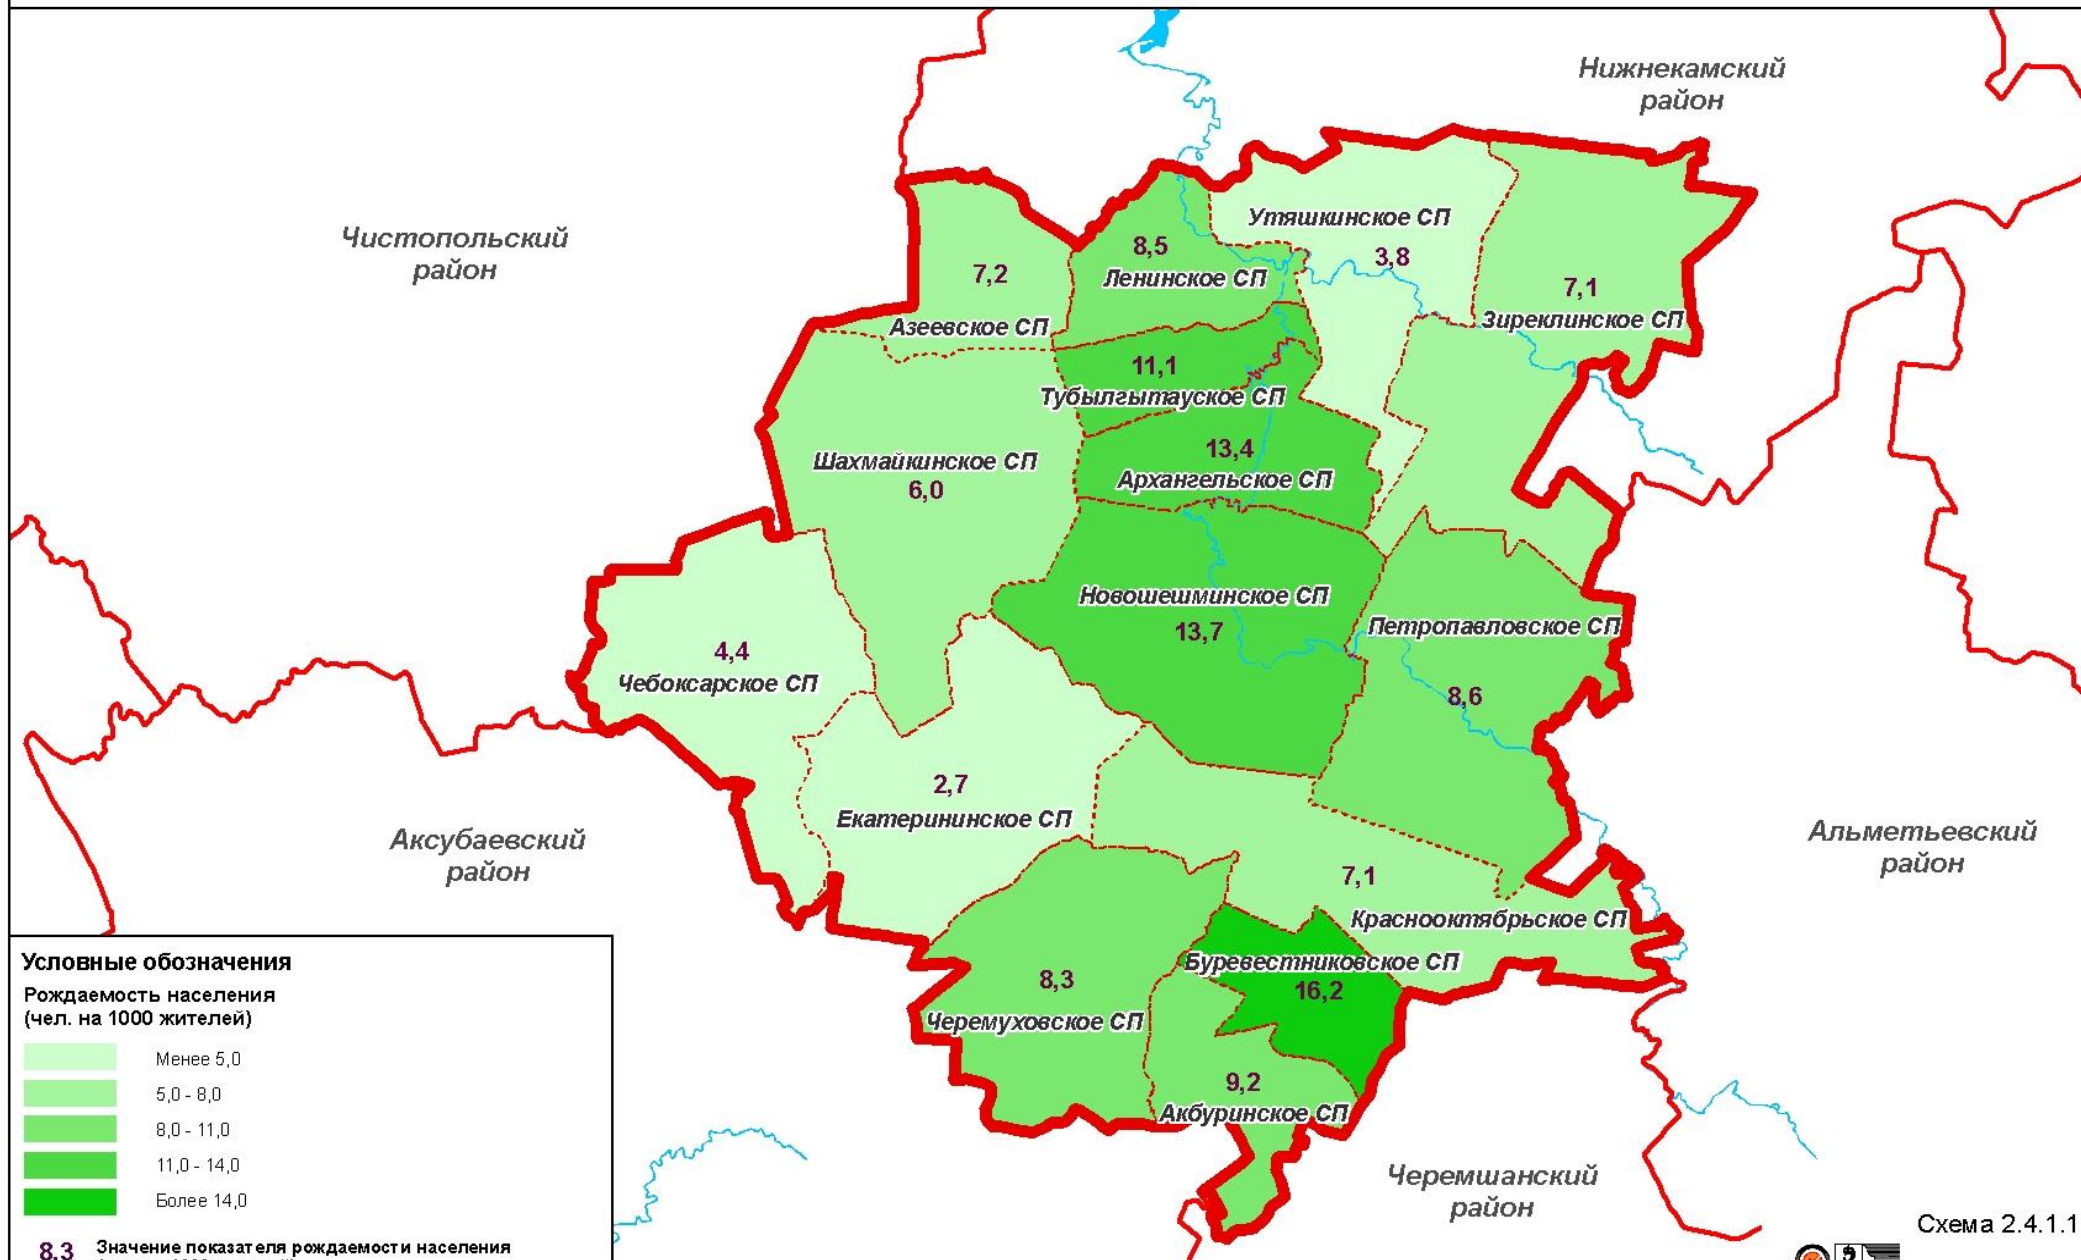 Нижнекамский
район
Чистопольский
район
Утяшкинское СП
3,8
8,5
Ленинское СП
7,2
Азеевское СП
7,1
Зиреклинское СП
11,1
Тубылгытауское СП
13,4
Архангельское СП
Шахмайкинское СП
6,0
Новошешминское СП
13,7
Петропавловское СП
8,6
4,4
Чебоксарское СП
2,7
Екатерининское СП
Аксубаевский
район
Альметьевский
район
7,1
Краснооктябрьское СП
Буревестниковское СП
16,2
8,3
Черемуховское СП
9,2
Акбуринское СП
Черемшанский
район
Условные обозначения
Рождаемость населения
(чел. на 1000 жителей)
Менее 5,0
5,0 - 8,0
8,0 - 11,0
11,0 - 14,0
Более 14,0
8,3 Значение показателя рождаемости населения
Схема 2.4.1.1